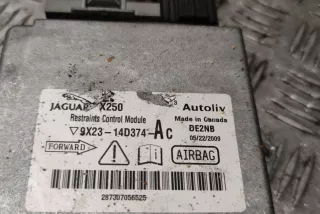 JAGUAR X250 Autoliv
Restraints Control Module Made in Canada
9X23-14D374-Ac DE2NB
05/22/2009
FORWARD AIRBAG
287307056525